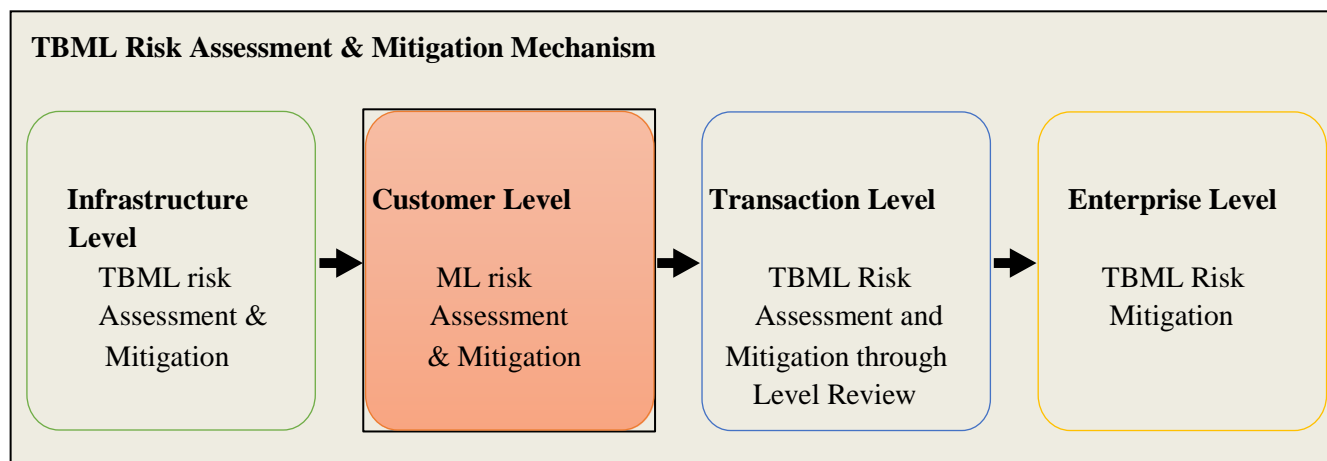 TBML Risk Assessment & Mitigation Mechanism
Infrastructure
Level
TBML risk
Assessment &
Mitigation
Customer Level
ML risk
Assessment
& Mitigation
Transaction Level
TBML Risk
Assessment and
Mitigation through
Level Review
Enterprise Level
TBML Risk
Mitigation